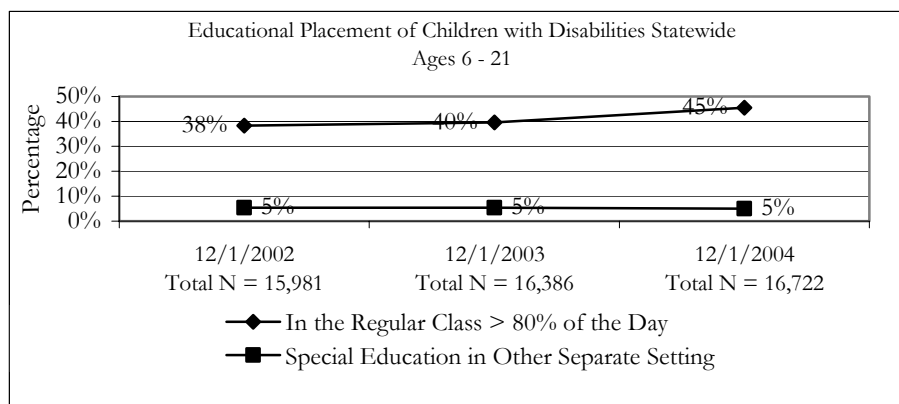 Educational Placement of Children with Disabilities Statewide
Ages 6 - 21
Percentage
50%
40%
30%
20%
10%
0%
38%
40%
45%
5%
5%
5%
12/1/2002
Total N = 15,981
12/1/2003
Total N = 16,386
12/1/2004
Total N = 16,722
In the Regular Class > 80% of the Day
Special Education in Other Separate Setting